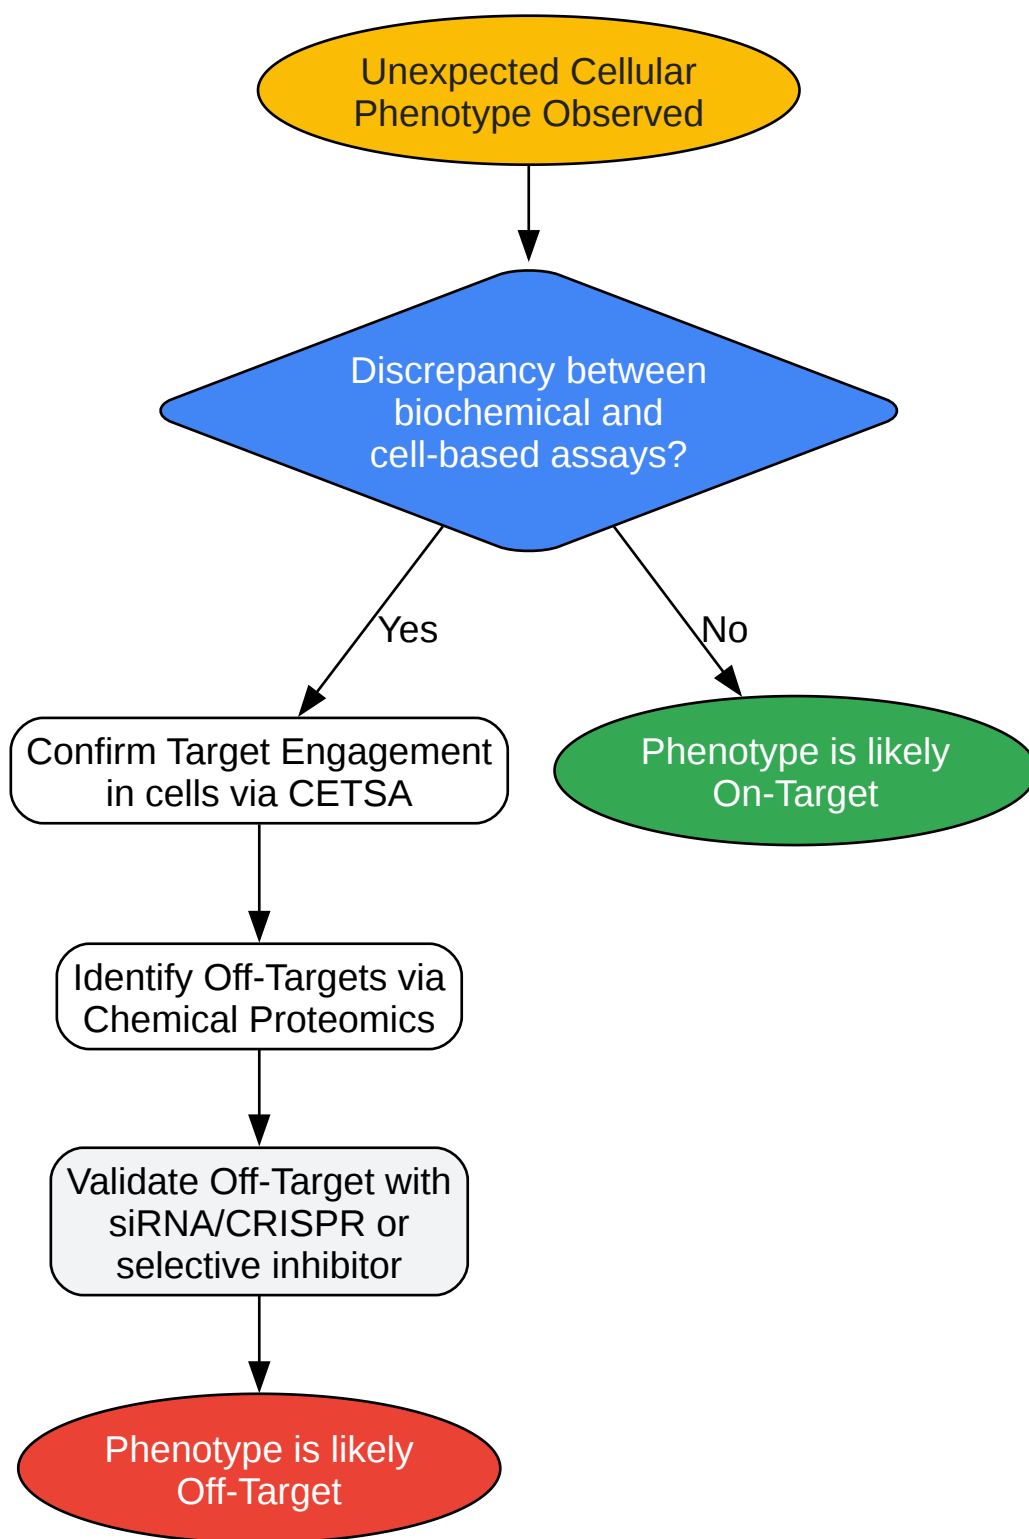 Unexpected Cellular
Phenotype Observed
Discrepancy between
biochemical and
cell-based assays?
Yes
No
Confirm Target Engagement
in cells via CETSA
Phenotype is likely
On-Target
Identify Off-Targets via
Chemical Proteomics
Validate Off-Target with
siRNA/CRISPR or
selective inhibitor
Phenotype is likely
Off-Target